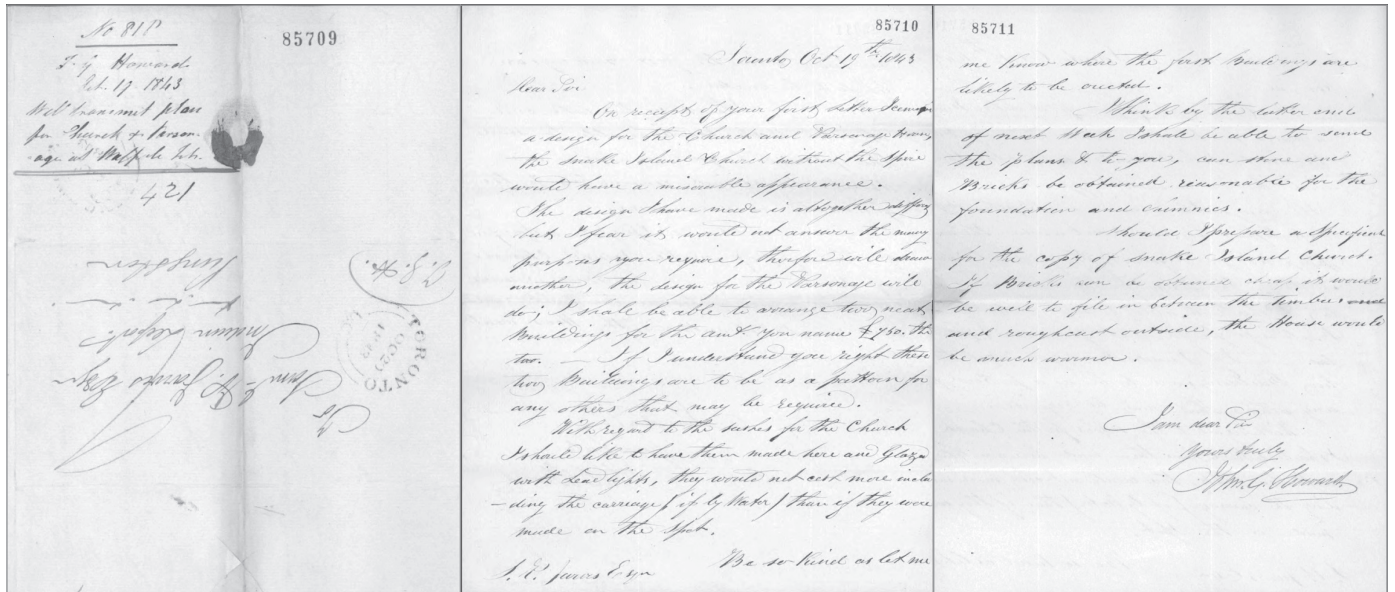 No 811
85709
J. G. Howard
Oct. 19 1843
Will transmit plan
for Church & Parson
-age at
421
To
Saml P. Jarvis Esqr
Kingston
J. G. H.
TORONTO
85710
Toronto Oct 19th 1843
Dear Sir
On receipt of your first letter
a design for the Church and Parsonage House,
the Snake Island Church without the Spire
would have a miserable appearance.
The design I have made is altogether different
but I fear it would not answer the many
purposes you require, therfore will draw
another, the design for the Parsonage will
do; I shall be able to arrange two neat
Buildings for the amt you name £750. the
two. — If I understand you right these
two Buildings are to be as a pattern for
any others that may be required.
With regard to the sashes for the Church
I should like to have them made here and Glazed
with Lead lights, they would not cost more inclu
-ding the carriage (if by Water) than if they were
made on the Spot.
Be so kind as let me
S. P. Jarvis Esqr
85711
me know where the first Buildings are
likely to be erected.
I think by the latter end
of next Week I shall be able to send
the plans & to you, can stone and
Bricks be obtained reasonable for the
foundation and chimnies.
Should I prepare a
for the copy of Snake Island Church.
If Bricks can be obtained cheap it would
be well to fill in between the timbers and
and roughcast outside, the House would
be much warmer.
I am dear Sir
Yours truly
John G. Howard